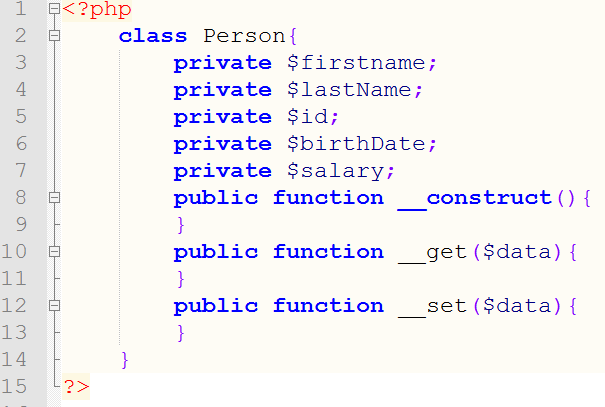 1 <?php
2 class Person{
3 private $firstname;
4 private $lastName;
5 private $id;
6 private $birthDate;
7 private $salary;
8 public function __construct(){
9 }
10 public function __get($data){
11 }
12 public function __set($data){
13 }
14 }
15 ?>